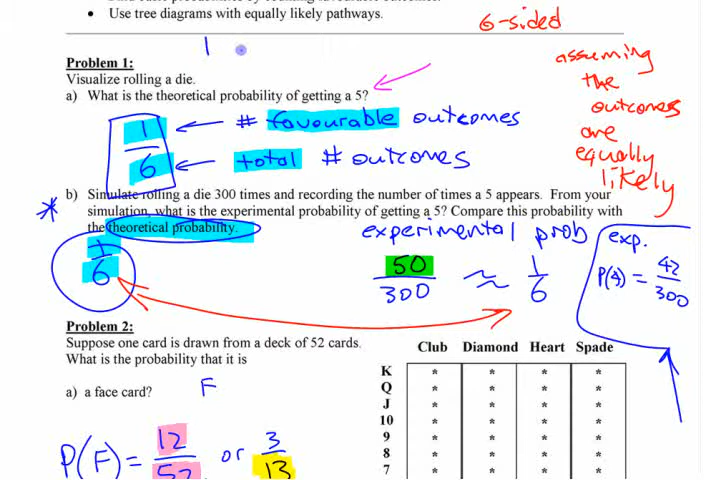 • Use tree diagrams with equally likely pathways.
6-sided
1
Problem 1:
Visualize rolling a die.
a) What is the theoretical probability of getting a 5?
assuming
the
outcomes
are
equally
likely
1 ← # favourable outcomes
6 ← total # outcomes
b) Simulate rolling a die 300 times and recording the number of times a 5 appears. From your
* simulation, what is the experimental probability of getting a 5? Compare this probability with
the theoretical probability.
1/6
experimental prob
50/300 ≈ 1/6
exp.
P(4) = 42/300
Problem 2:
Suppose one card is drawn from a deck of 52 cards.
What is the probability that it is
a) a face card? F
P(F) = 12/52 or 3/13
Club Diamond Heart Spade
K * * * *
Q * * * *
J * * * *
10 * * * *
9 * * * *
8 * * * *
7 * * * *